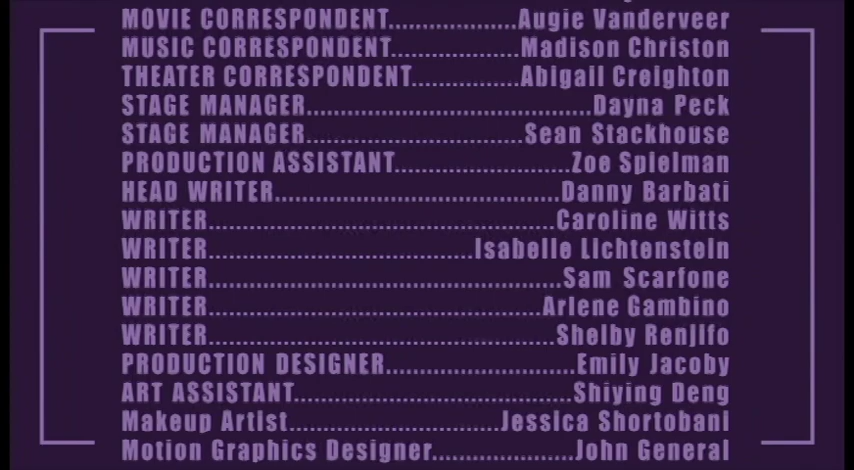 MOVIE CORRESPONDENT..................Augie Vanderveer
MUSIC CORRESPONDENT..................Madison Christon
THEATER CORRESPONDENT...............Abigail Creighton
STAGE MANAGER........................................Dayna Peck
STAGE MANAGER..............................Sean Stackhouse
PRODUCTION ASSISTANT........................Zoe Spielman
HEAD WRITER.......................................Danny Barbati
WRITER................................................Caroline Witts
WRITER.....................................Isabelle Lichtenstein
WRITER.................................................Sam Scarfone
WRITER..............................................Arlene Gambino
WRITER................................................Shelby Renjifo
PRODUCTION DESIGNER..........................Emily Jacoby
ART ASSISTANT......................................Shiying Deng
Makeup Artist.............................Jessica Shortobani
Motion Graphics Designer....................John General